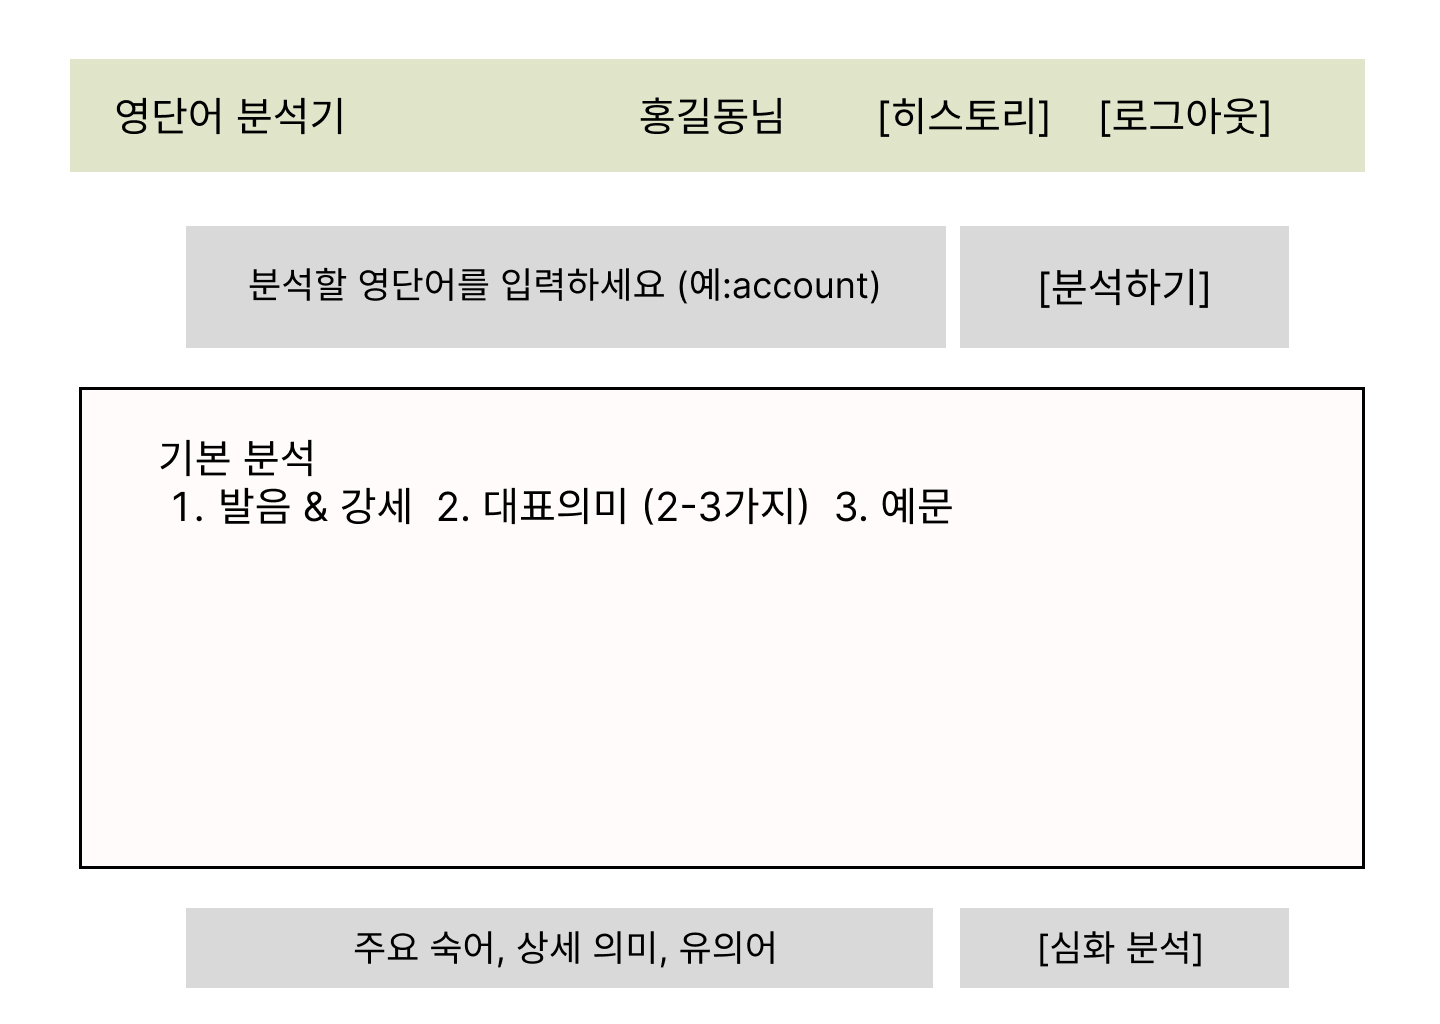 영단어 분석기 홍길동님 [히스토리] [로그아웃]
분석할 영단어를 입력하세요 (예:account) [분석하기]
기본 분석
1. 발음 & 강세 2. 대표의미 (2-3가지) 3. 예문
주요 숙어, 상세 의미, 유의어 [심화 분석]